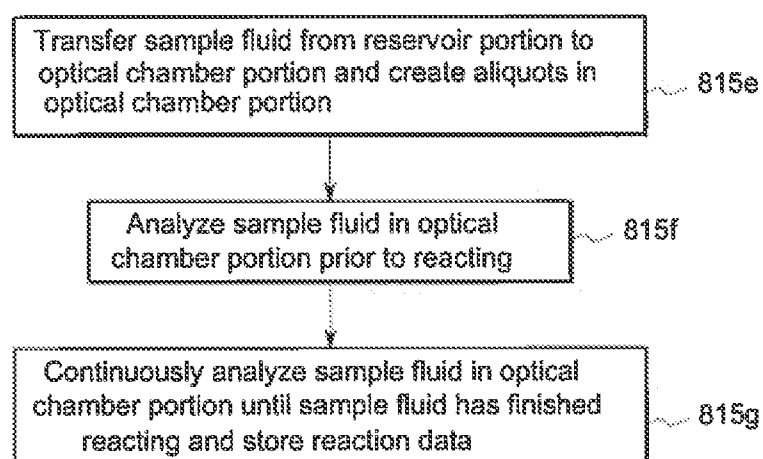 Transfer sample fluid from reservoir portion to
optical chamber portion and create aliquots in
optical chamber portion
815e
Analyze sample fluid in optical
chamber portion prior to reacting
815f
Continuously analyze sample fluid in optical
chamber portion until sample fluid has finished
reacting and store reaction data
815g